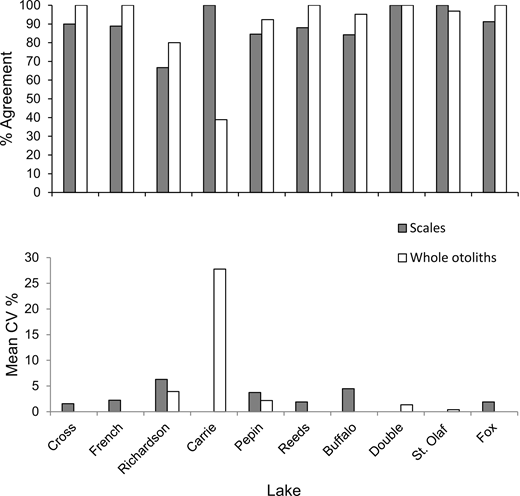 % Agreement
100
90
80
70
60
50
40
30
20
10
0
Scales
Whole otoliths
Mean CV %
30
25
20
15
10
5
0
Cross
French
Richardson
Carrie
Pepin
Reeds
Buffalo
Double
St. Olaf
Fox
Lake